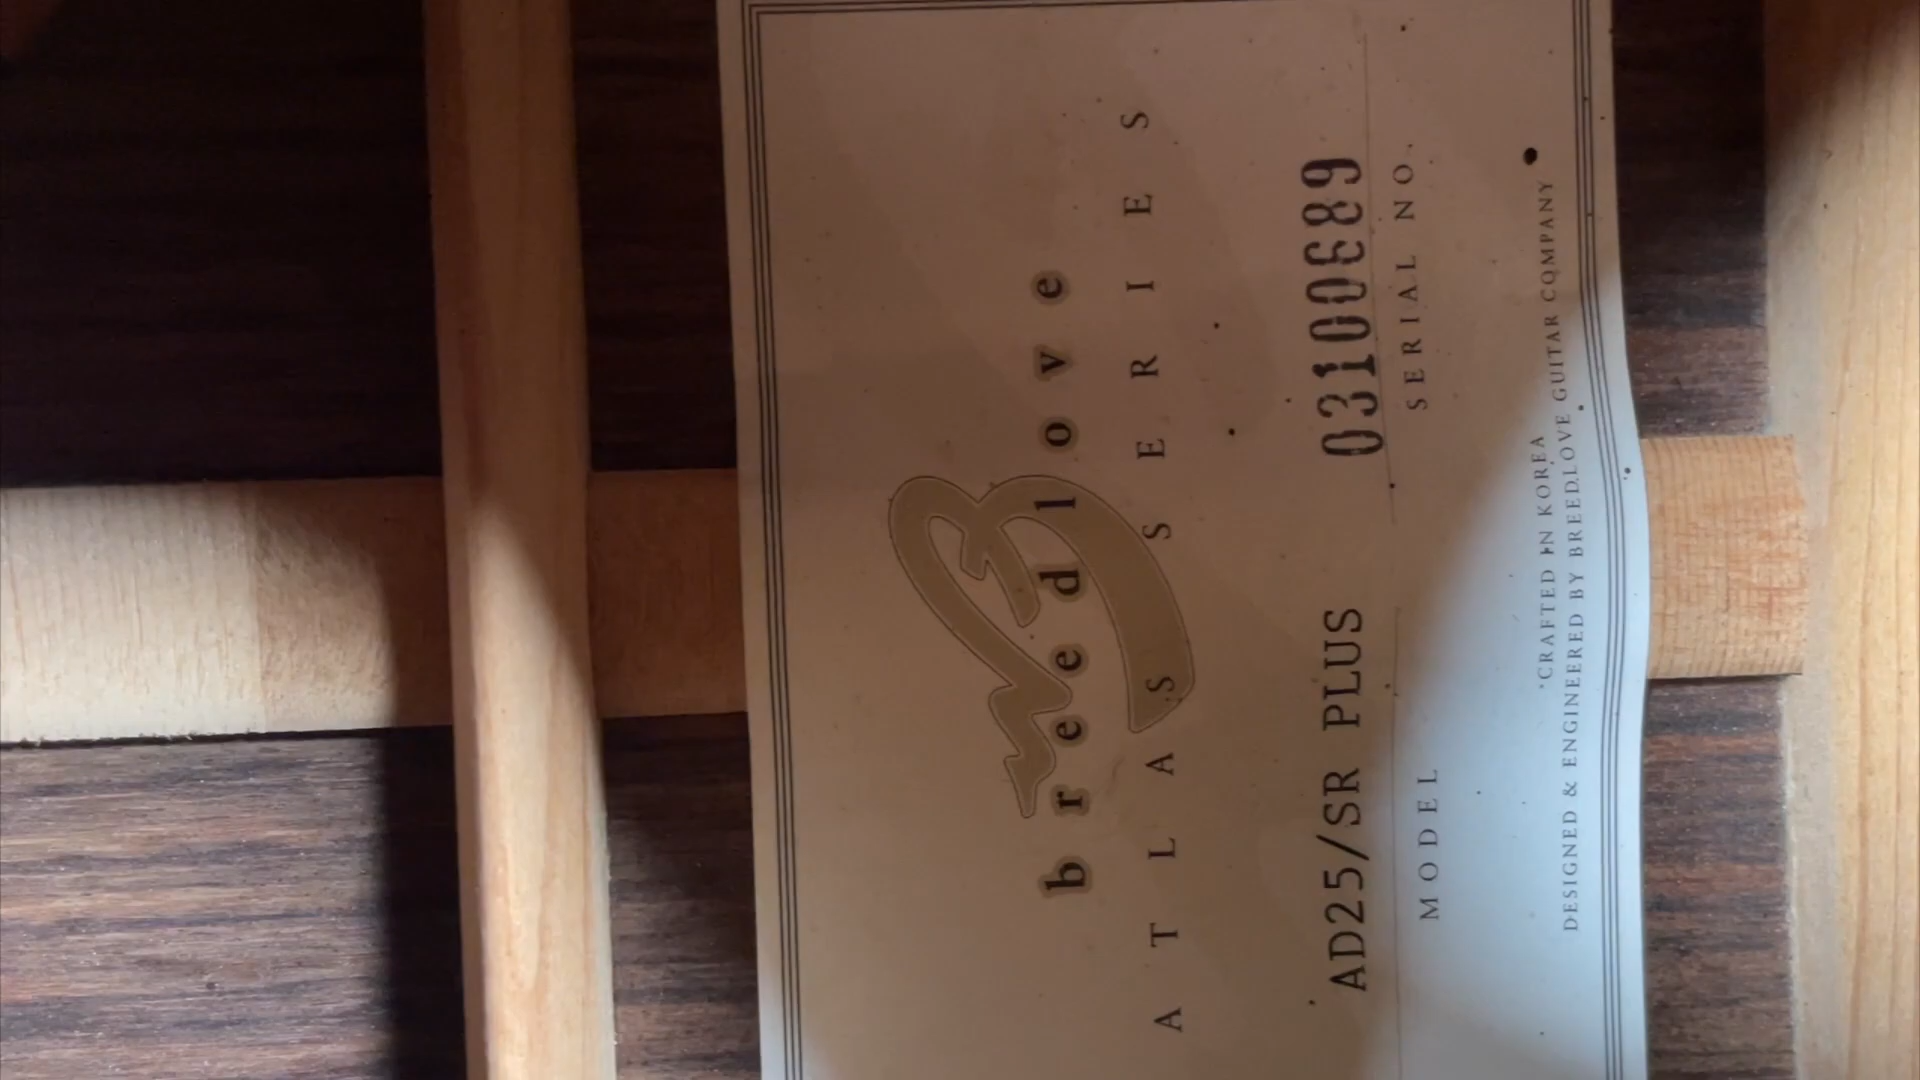 breedlove
ATLAS SERIES
AD25/SR PLUS 03100689
MODEL SERIAL NO.
*CRAFTED IN KOREA
DESIGNED & ENGINEERED BY BREEDLOVE GUITAR COMPANY